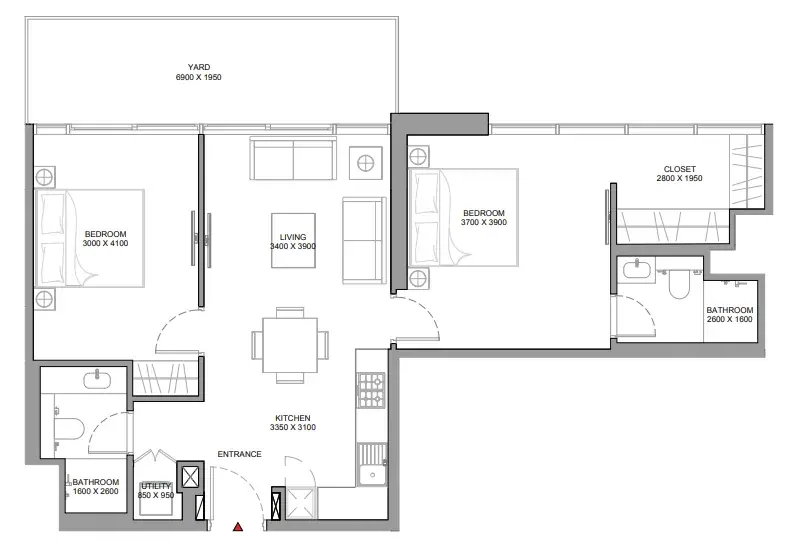 YARD
6900 X 1950
CLOSET
2800 X 1950
BEDROOM
3000 X 4100
LIVING
3400 X 3900
BEDROOM
3700 X 3900
BATHROOM
2600 X 1600
KITCHEN
3350 X 3100
ENTRANCE
BATHROOM
1600 X 2600
UTILITY
850 X 950